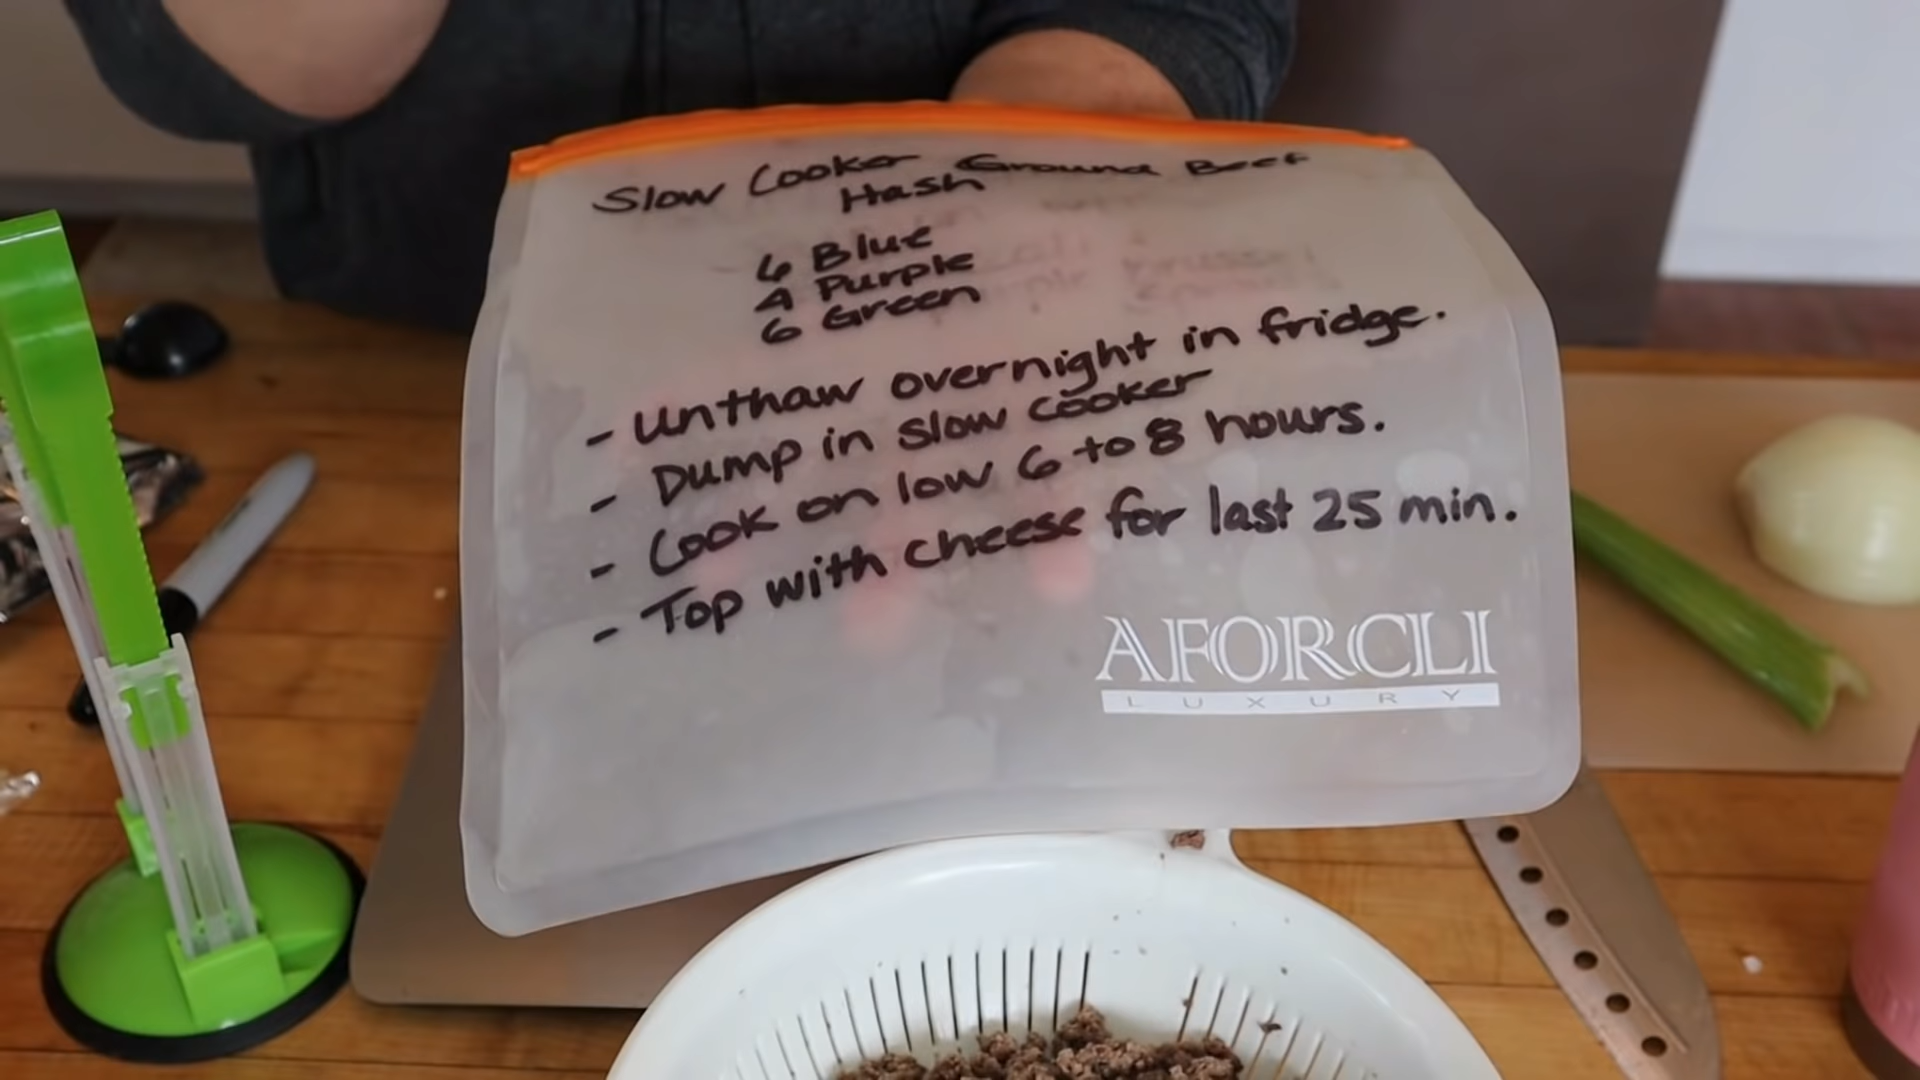 Slow Cooker Ground Beef
Hash
6 Blue
4 Purple
6 Green
- Unthaw overnight in fridge.
- Dump in Slow Cooker
- Cook on low 6 to 8 hours.
- Top with cheese for last 25 min.
AFORCLI
LUXURY